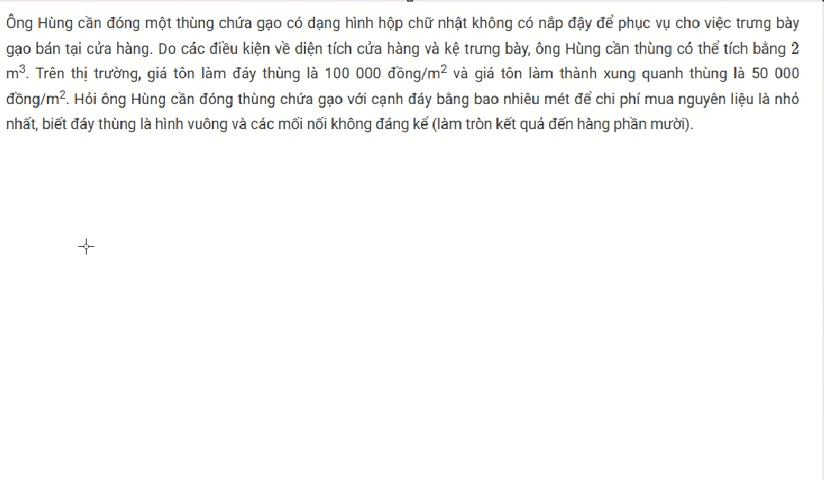 Ông Hùng cần đóng một thùng chứa gạo có dạng hình hộp chữ nhật không có nắp đậy để phục vụ cho việc trưng bày
gạo bán tại cửa hàng. Do các điều kiện về diện tích cửa hàng và kệ trưng bày, ông Hùng cần thùng có thể tích bằng 2
m³. Trên thị trường, giá tôn làm đáy thùng là 100 000 đồng/m² và giá tôn làm thành xung quanh thùng là 50 000
đồng/m². Hỏi ông Hùng cần đóng thùng chứa gạo với cạnh đáy bằng bao nhiêu mét để chi phí mua nguyên liệu là nhỏ
nhất, biết đáy thùng là hình vuông và các mối nối không đáng kể (làm tròn kết quả đến hàng phần mười).